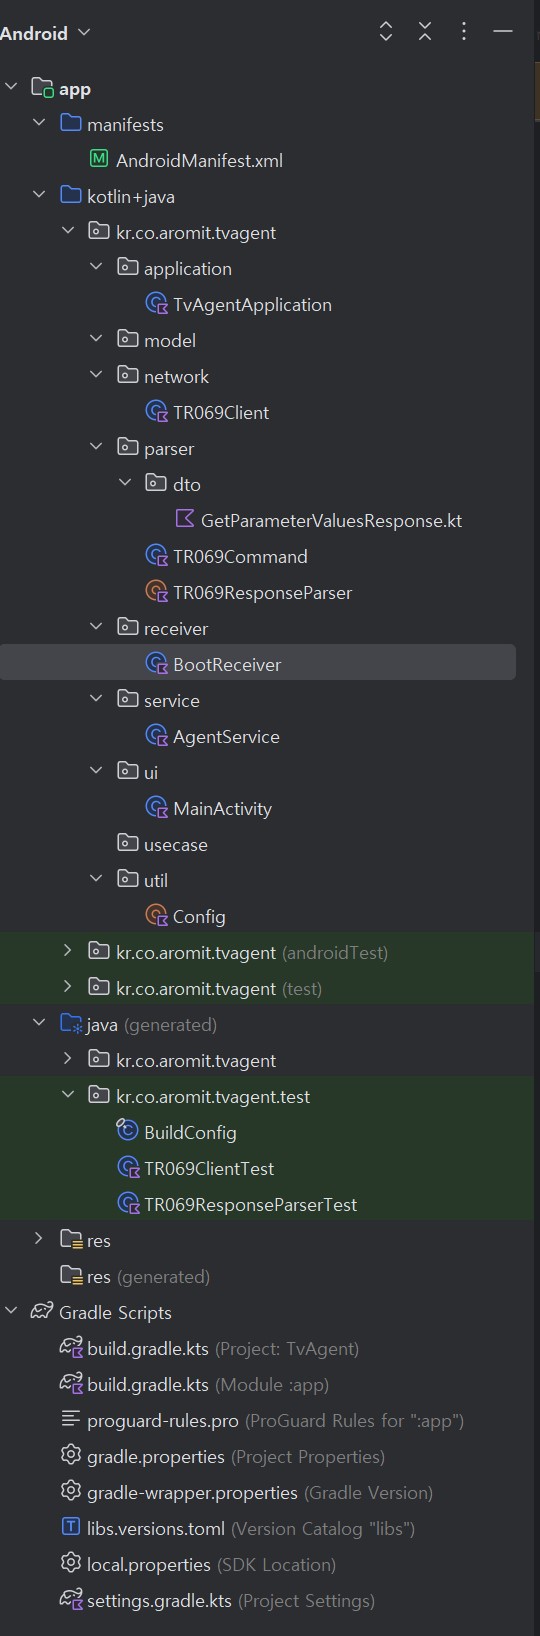 Android
app
manifests
AndroidManifest.xml
kotlin+java
kr.co.aromit.tvagent
application
TvAgentApplication
model
network
TR069Client
parser
dto
GetParameterValuesResponse.kt
TR069Command
TR069ResponseParser
receiver
BootReceiver
service
AgentService
ui
MainActivity
usecase
util
Config
kr.co.aromit.tvagent (androidTest)
kr.co.aromit.tvagent (test)
java (generated)
kr.co.aromit.tvagent
kr.co.aromit.tvagent.test
BuildConfig
TR069ClientTest
TR069ResponseParserTest
res
res (generated)
Gradle Scripts
build.gradle.kts (Project: TvAgent)
build.gradle.kts (Module :app)
proguard-rules.pro (ProGuard Rules for ":app")
gradle.properties (Project Properties)
gradle-wrapper.properties (Gradle Version)
libs.versions.toml (Version Catalog "libs")
local.properties (SDK Location)
settings.gradle.kts (Project Settings)